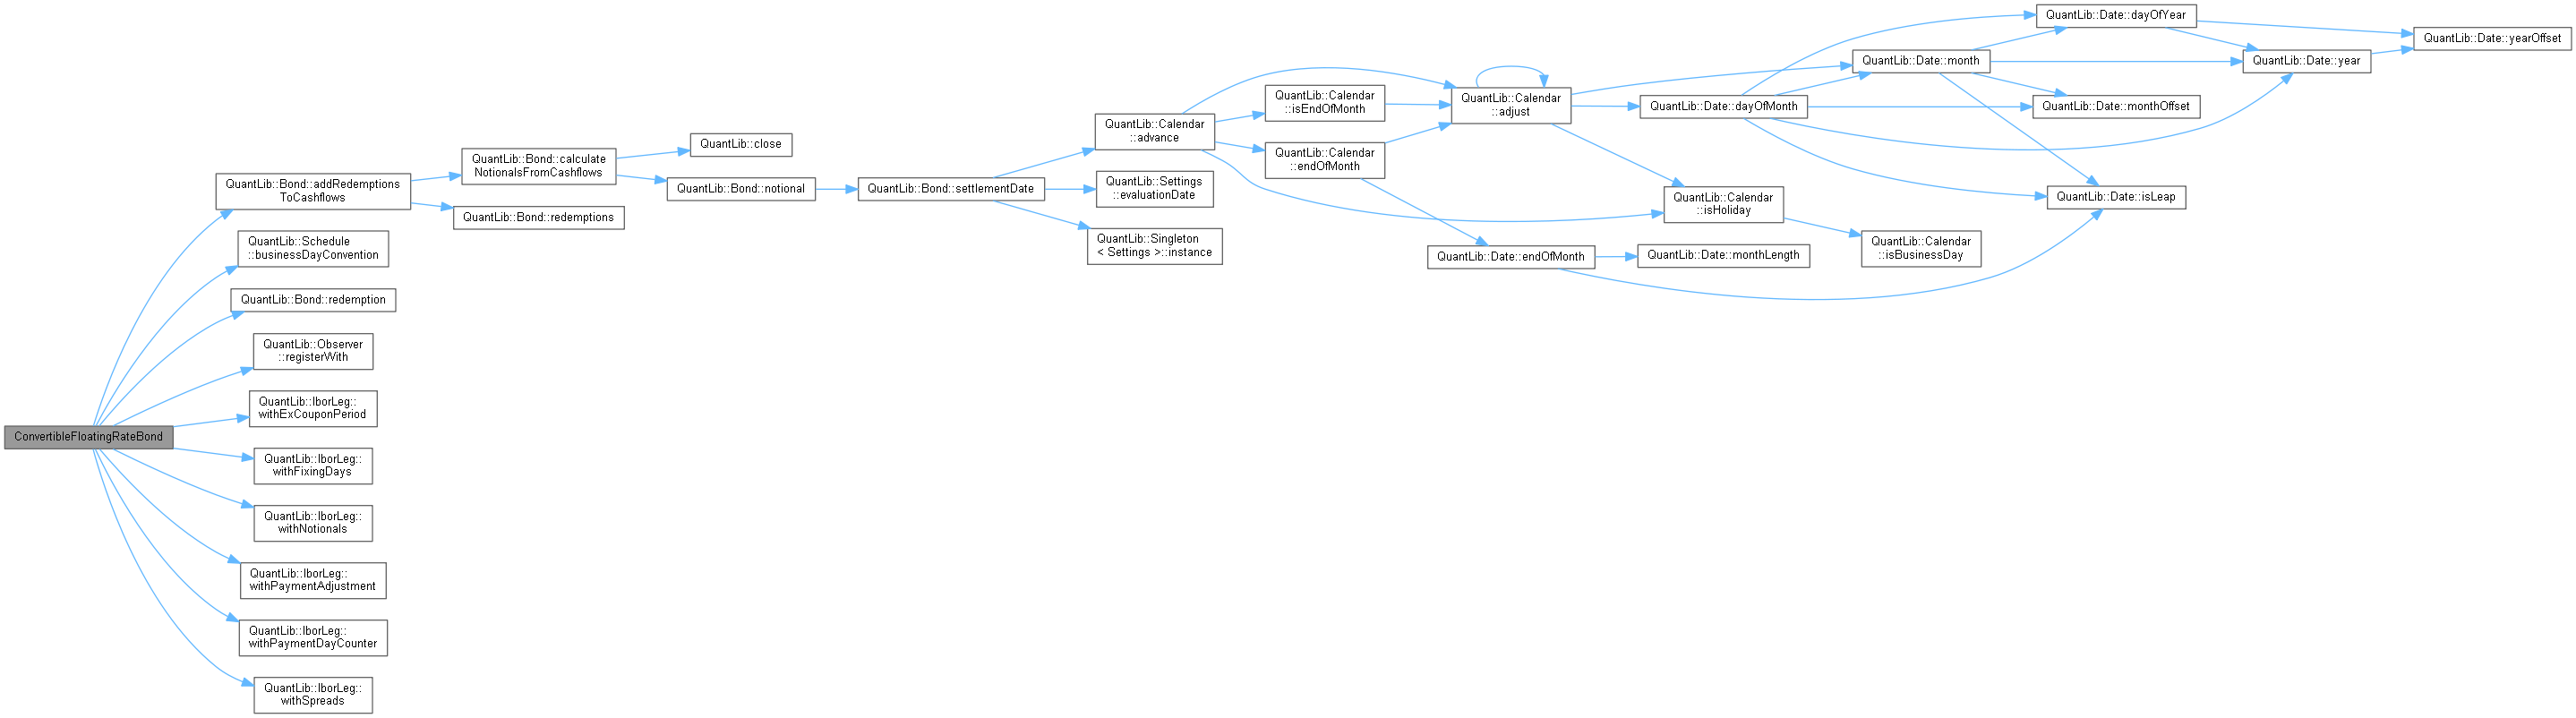 ConvertibleFloatingRateBond
QuantLib::Bond::addRedemptions
ToCashflows
QuantLib::Schedule
::businessDayConvention
QuantLib::Bond::redemption
QuantLib::Observer
::registerWith
QuantLib::IborLeg::
withExCouponPeriod
QuantLib::IborLeg::
withFixingDays
QuantLib::IborLeg::
withNotionals
QuantLib::IborLeg::
withPaymentAdjustment
QuantLib::IborLeg::
withPaymentDayCounter
QuantLib::IborLeg::
withSpreads
QuantLib::Bond::calculate
NotionalsFromCashflows
QuantLib::Bond::redemptions
QuantLib::close
QuantLib::Bond::notional
QuantLib::Bond::settlementDate
QuantLib::Calendar
::advance
QuantLib::Settings
::evaluationDate
QuantLib::Singleton
< Settings >::instance
QuantLib::Calendar
::isEndOfMonth
QuantLib::Calendar
::endOfMonth
QuantLib::Calendar
::adjust
QuantLib::Date::endOfMonth
QuantLib::Date::dayOfMonth
QuantLib::Calendar
::isHoliday
QuantLib::Date::monthLength
QuantLib::Date::month
QuantLib::Calendar
::isBusinessDay
QuantLib::Date::dayOfYear
QuantLib::Date::monthOffset
QuantLib::Date::isLeap
QuantLib::Date::year
QuantLib::Date::yearOffset